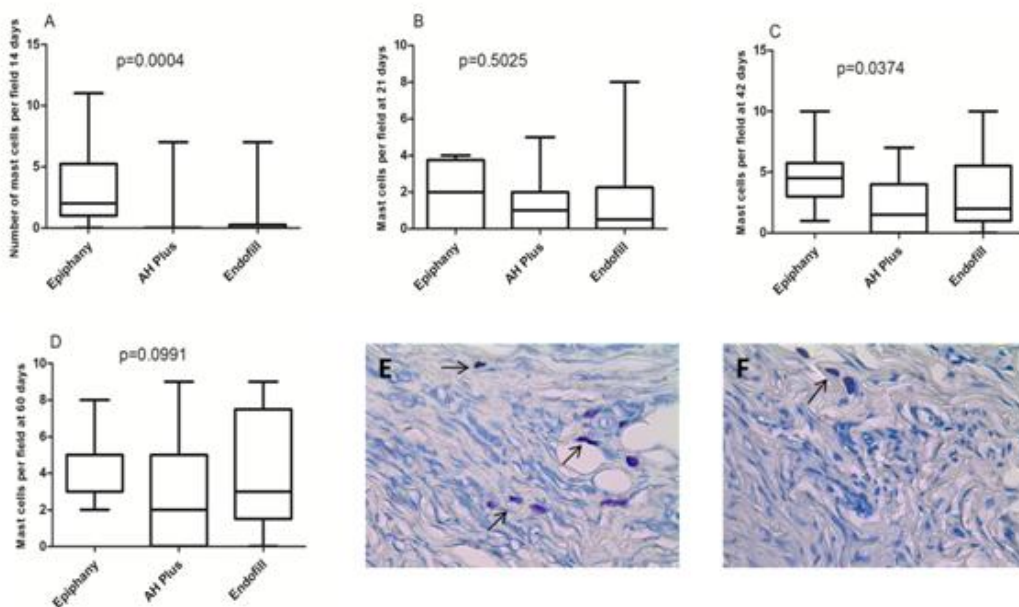 A
p=0.0004
Number of mast cells per field 14 days
15
10
5
0
Epiphany
AH Plus
Endofill
B
p=0.5025
Mast cells per field at 21 days
10
8
6
4
2
0
Epiphany
AH Plus
Endofill
C
p=0.0374
Mast cells per field at 42 days
15
10
5
0
Epiphany
AH Plus
Endofill
D
p=0.0991
Mast cells per field at 60 days
10
8
6
4
2
0
Epiphany
AH Plus
Endofill
E
F